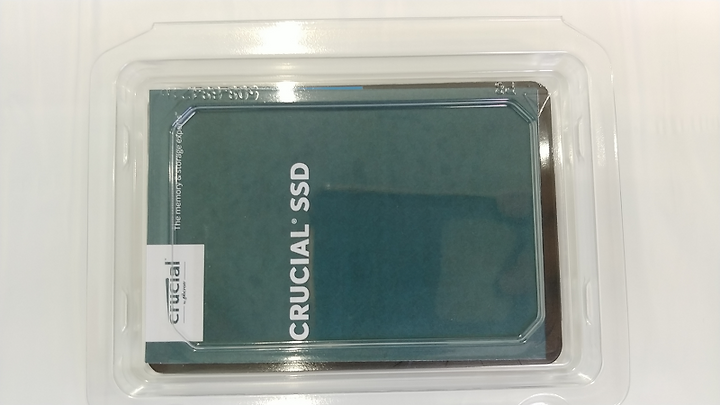 The memory & storage experts
CRUCIAL® SSD
crucial
by Micron